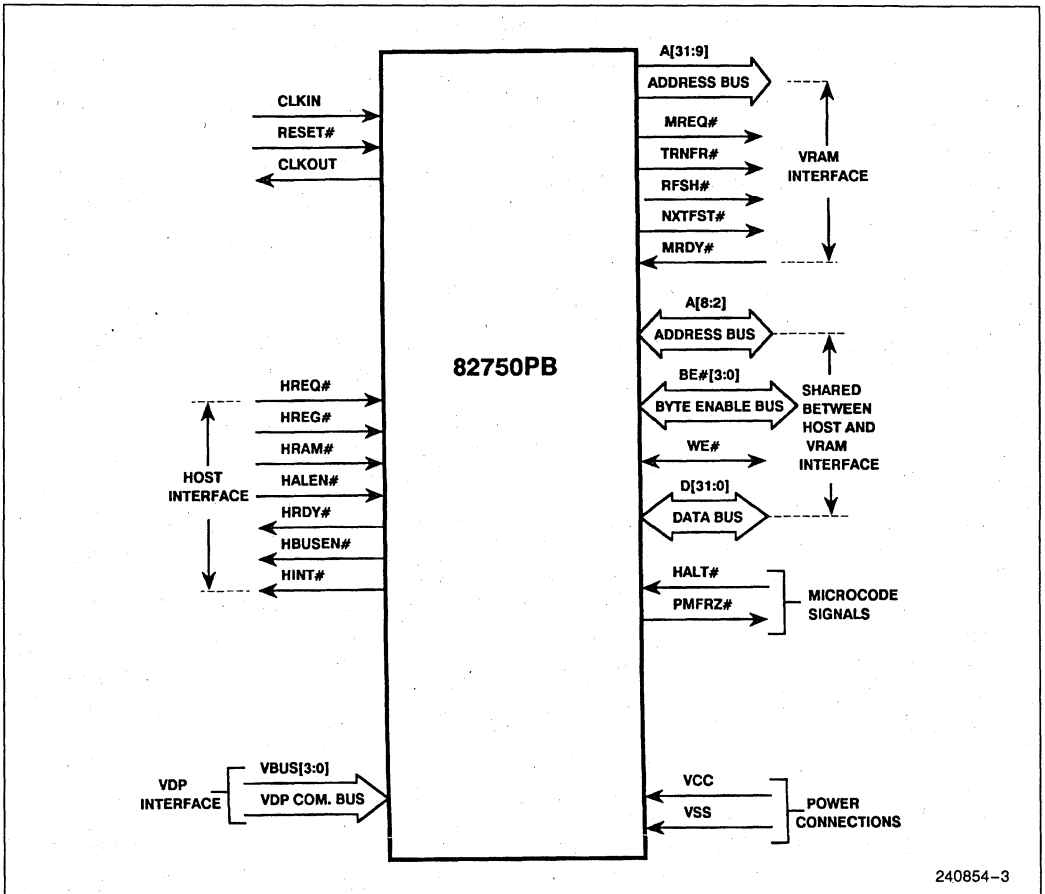 CLKIN
RESET#
CLKOUT
HREQ#
HREG#
HRAM#
HALEN#
HRDY#
HBUSEN#
HINT#
HOST
INTERFACE
VDP
INTERFACE
VBUS[3:0]
VDP COM. BUS
82750PB
A[31:9]
ADDRESS BUS
MREQ#
TRNFR#
RFSH#
NXTFST#
MRDY#
VRAM
INTERFACE
A[8:2]
ADDRESS BUS
BE#[3:0]
BYTE ENABLE BUS
WE#
D[31:0]
DATA BUS
SHARED
BETWEEN
HOST AND
VRAM
INTERFACE
HALT#
PMFRZ#
MICROCODE
SIGNALS
VCC
VSS
POWER
CONNECTIONS
240854-3